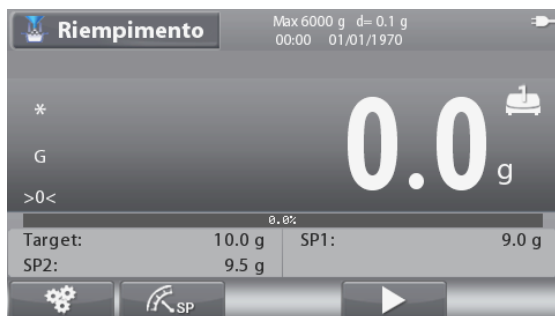 Riempimento
Max 6000 g d= 0.1 g
00:00 01/01/1970
*
1
G
0.0 g
>0<
0.0%
Target: 10.0 g SP1: 9.0 g
SP2: 9.5 g
SP